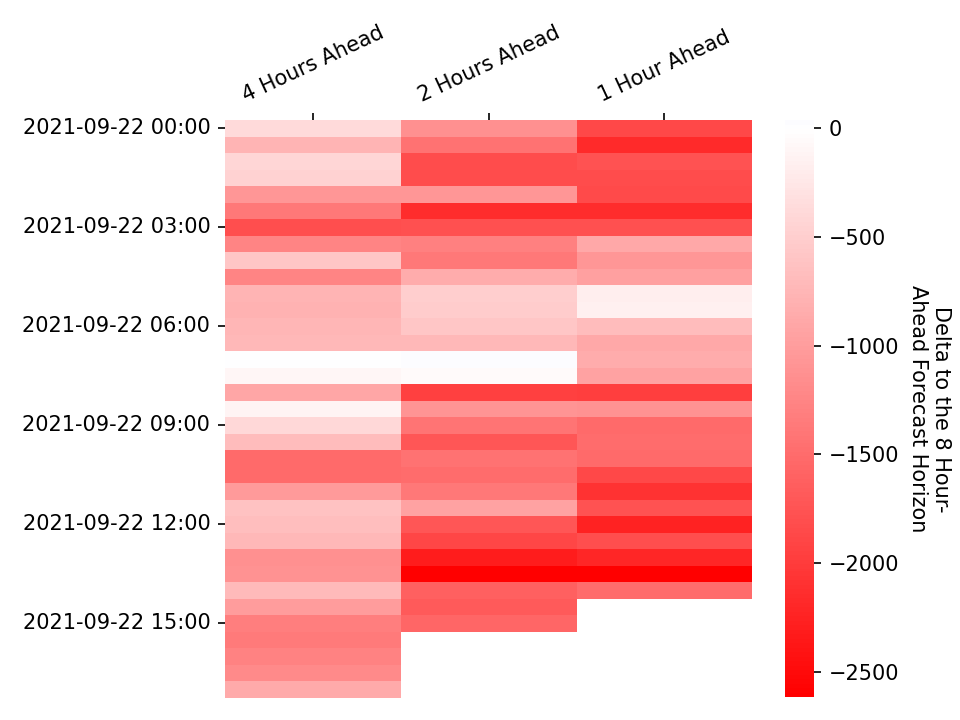 4 Hours Ahead
2 Hours Ahead
1 Hour Ahead
2021-09-22 00:00
2021-09-22 03:00
2021-09-22 06:00
2021-09-22 09:00
2021-09-22 12:00
2021-09-22 15:00
0
−500
−1000
−1500
−2000
−2500
Delta to the 8 Hour-
Ahead Forecast Horizon